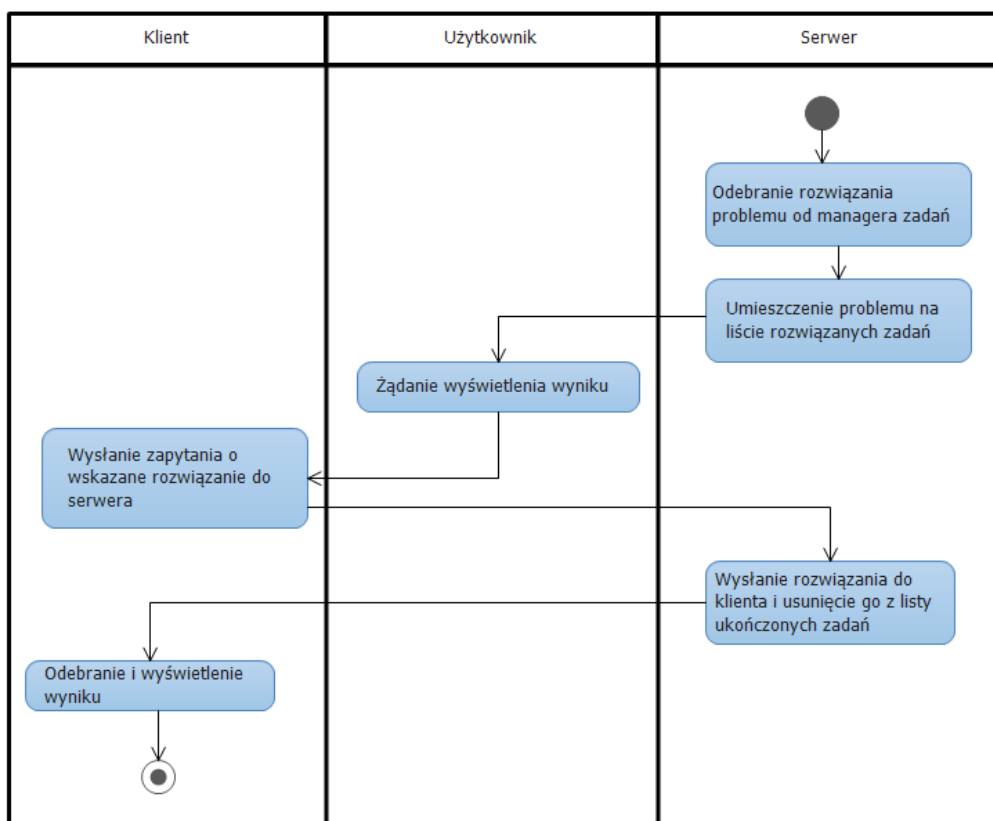 Klient
Użytkownik
Serwer
Odebranie rozwiązania
problemu od managera zadań
Umieszczenie problemu na
liście rozwiązanych zadań
Żądanie wyświetlenia wyniku
Wysłanie zapytania o
wskazane rozwiązanie do
serwera
Wysłanie rozwiązania do
klienta i usunięcie go z listy
ukończonych zadań
Odebranie i wyświetlenie
wyniku